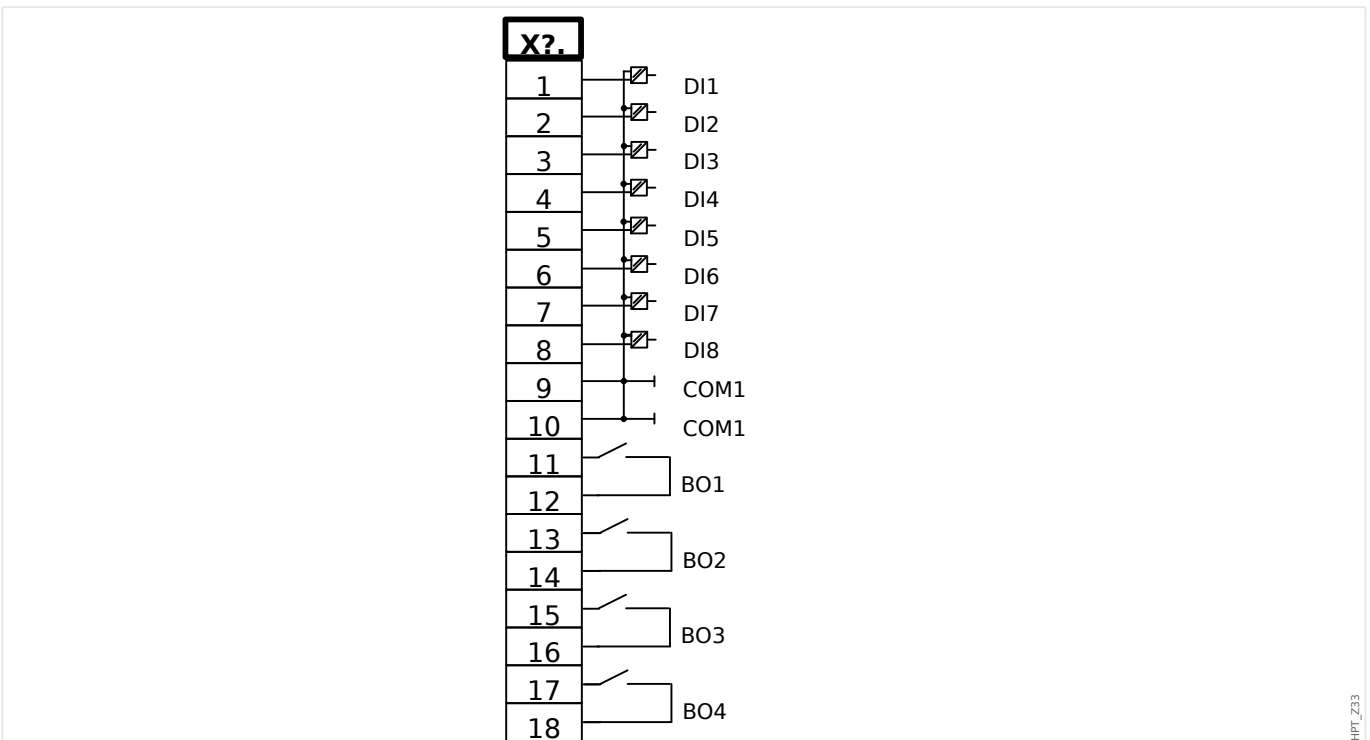 X?.
1 DI1
2 DI2
3 DI3
4 DI4
5 DI5
6 DI6
7 DI7
8 DI8
9 COM1
10 COM1
11
BO1
12
13
BO2
14
15
BO3
16
17
BO4
18
HPT_Z33